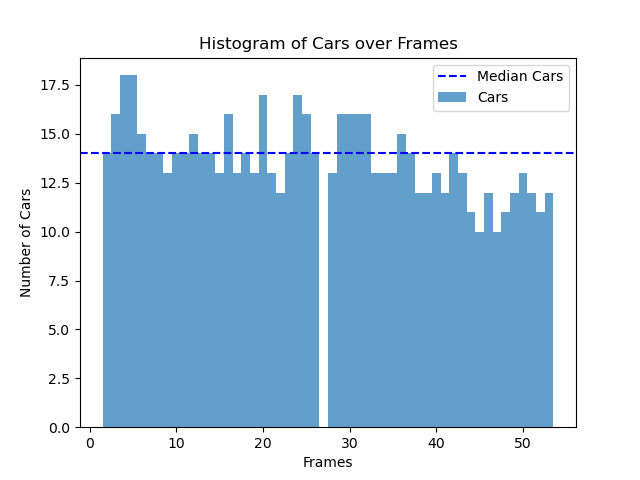 Histogram of Cars over Frames
Median Cars
Cars
Number of Cars
17.5
15.0
12.5
10.0
7.5
5.0
2.5
0.0
0 10 20 30 40 50
Frames